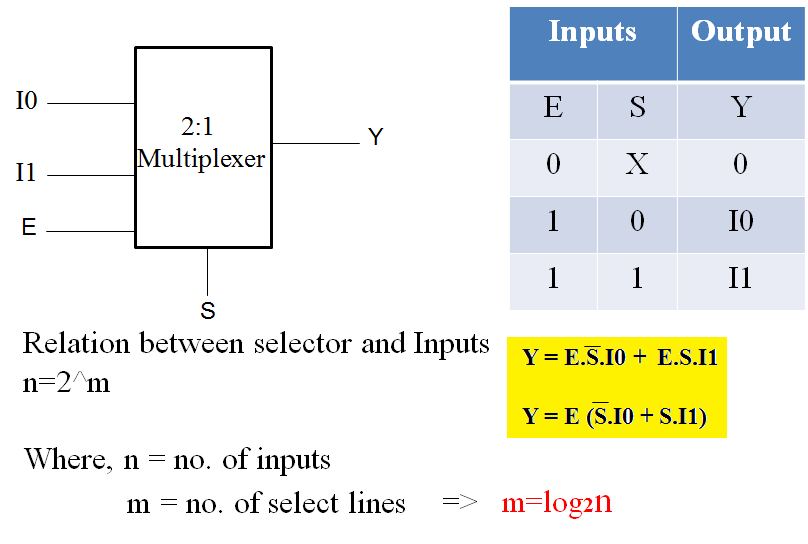 I0
I1
E
2:1
Multiplexer
Y
S
Inputs Output
E S Y
0 X 0
1 0 I0
1 1 I1
Relation between selector and Inputs
n=2^m
Y = E.S̅.I0 + E.S.I1
Y = E (S̅.I0 + S.I1)
Where, n = no. of inputs
m = no. of select lines => m=log2n